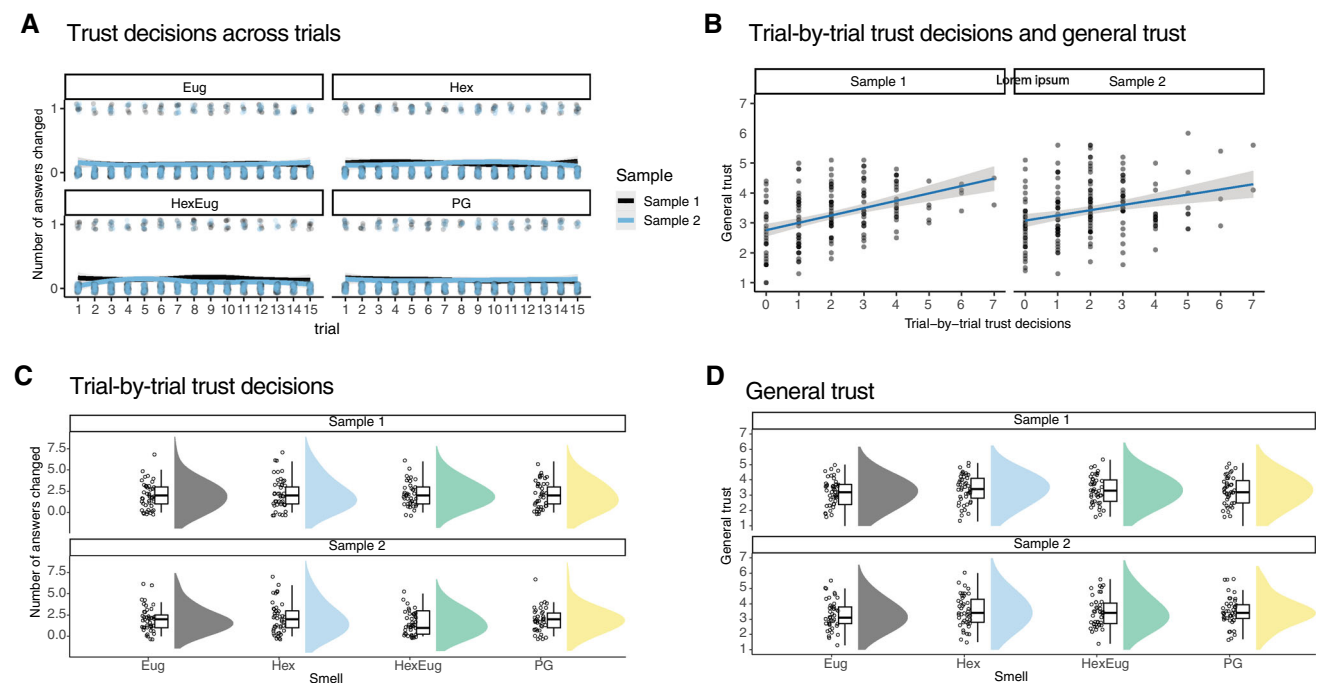 A
Trust decisions across trials
Eug
Hex
1
0
HexEug
PG
1
0
Number of answers changed
1 2 3 4 5 6 7 8 9 10 11 12 13 14 15
1 2 3 4 5 6 7 8 9 10 11 12 13 14 15
trial
Sample
Sample 1
Sample 2
B
Trial-by-trial trust decisions and general trust
Sample 1
Lorem ipsum
Sample 2
7
6
5
4
3
2
1
General trust
0 1 2 3 4 5 6 7
0 1 2 3 4 5 6 7
Trial−by−trial trust decisions
C
Trial-by-trial trust decisions
Sample 1
7.5
5.0
2.5
0.0
Sample 2
7.5
5.0
2.5
0.0
Number of answers changed
Eug Hex HexEug PG
Smell
D
General trust
Sample 1
7
6
5
4
3
2
1
Sample 2
7
6
5
4
3
2
1
General trust
Eug Hex HexEug PG
Smell